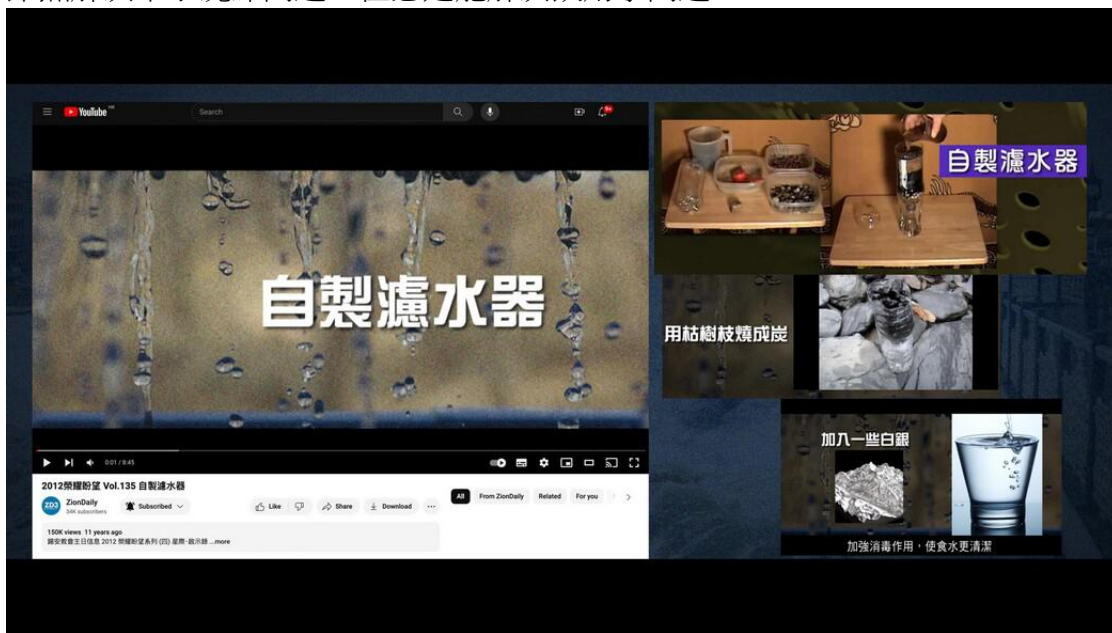 YouTube HK
Search
9+
自製濾水器
0:01 / 8:45
2012榮耀盼望 Vol.135 自製濾水器
ZD3
ZionDaily
34K subscribers
Subscribed
Like
Share
Download
...
All
From ZionDaily
Related
For you
150K views 11 years ago
錫安教會主日信息 2012 榮耀盼望系列 (四) 星際·啟示錄 ...more
自製濾水器
用枯樹枝燒成炭
加入一些白銀
加強消毒作用，使食水更清潔